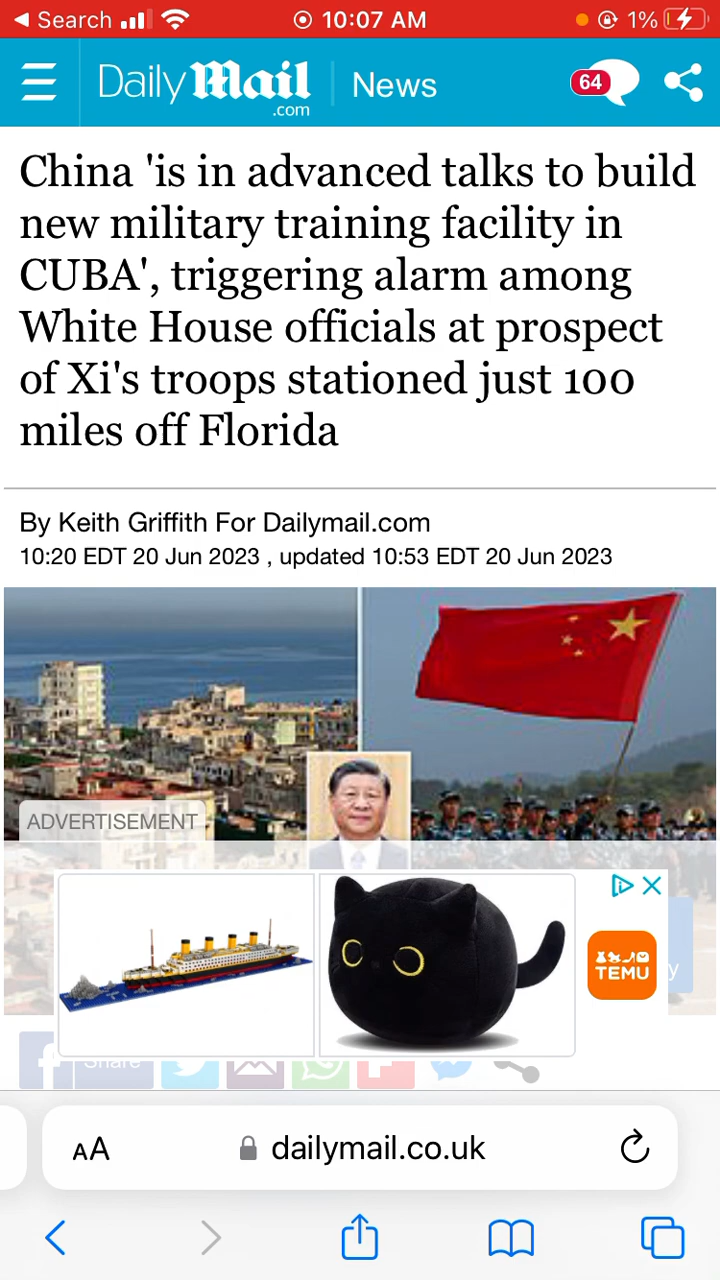 Search
10:07 AM
1%
Daily Mail
.com
News
64
China 'is in advanced talks to build
new military training facility in
CUBA', triggering alarm among
White House officials at prospect
of Xi's troops stationed just 100
miles off Florida
By Keith Griffith For Dailymail.com
10:20 EDT 20 Jun 2023 , updated 10:53 EDT 20 Jun 2023
ADVERTISEMENT
TEMU
y
Share
AA
dailymail.co.uk